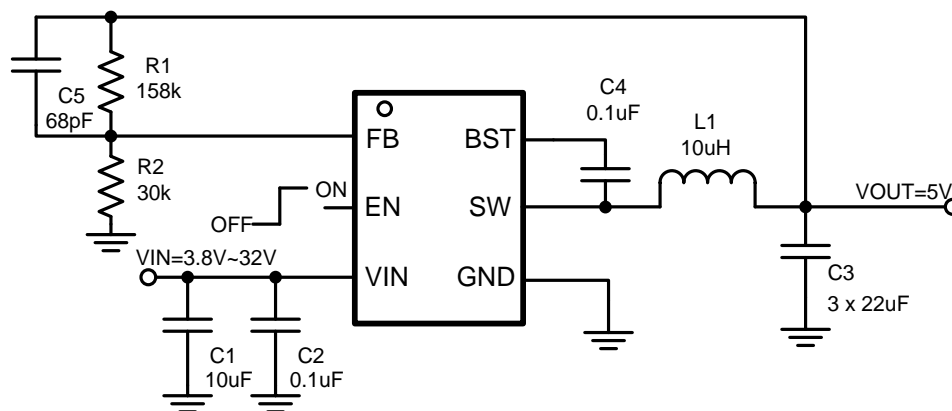 R1
158k
C5
68pF
R2
30k
C4
0.1uF
L1
10uH
FB
BST
ON
OFF
EN
SW
VOUT=5V
VIN=3.8V~32V
VIN
GND
C3
3 x 22uF
C1
10uF
C2
0.1uF